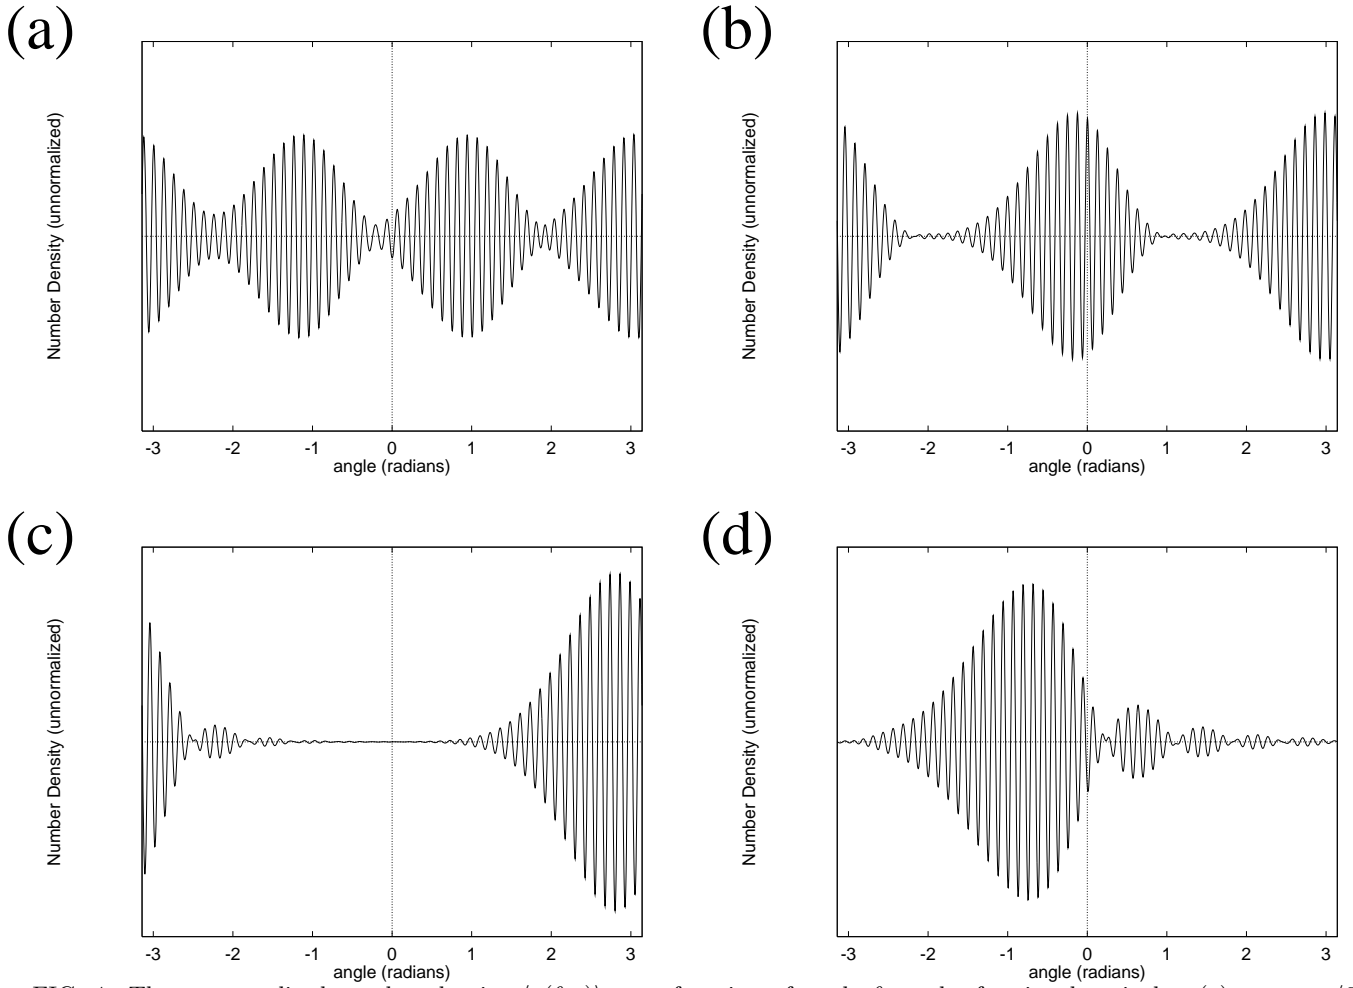 (a)
Number Density (unnormalized)
-3 -2 -1 0 1 2 3
angle (radians)
(b)
Number Density (unnormalized)
-3 -2 -1 0 1 2 3
angle (radians)
(c)
Number Density (unnormalized)
-3 -2 -1 0 1 2 3
angle (radians)
(d)
Number Density (unnormalized)
-3 -2 -1 0 1 2 3
angle (radians)